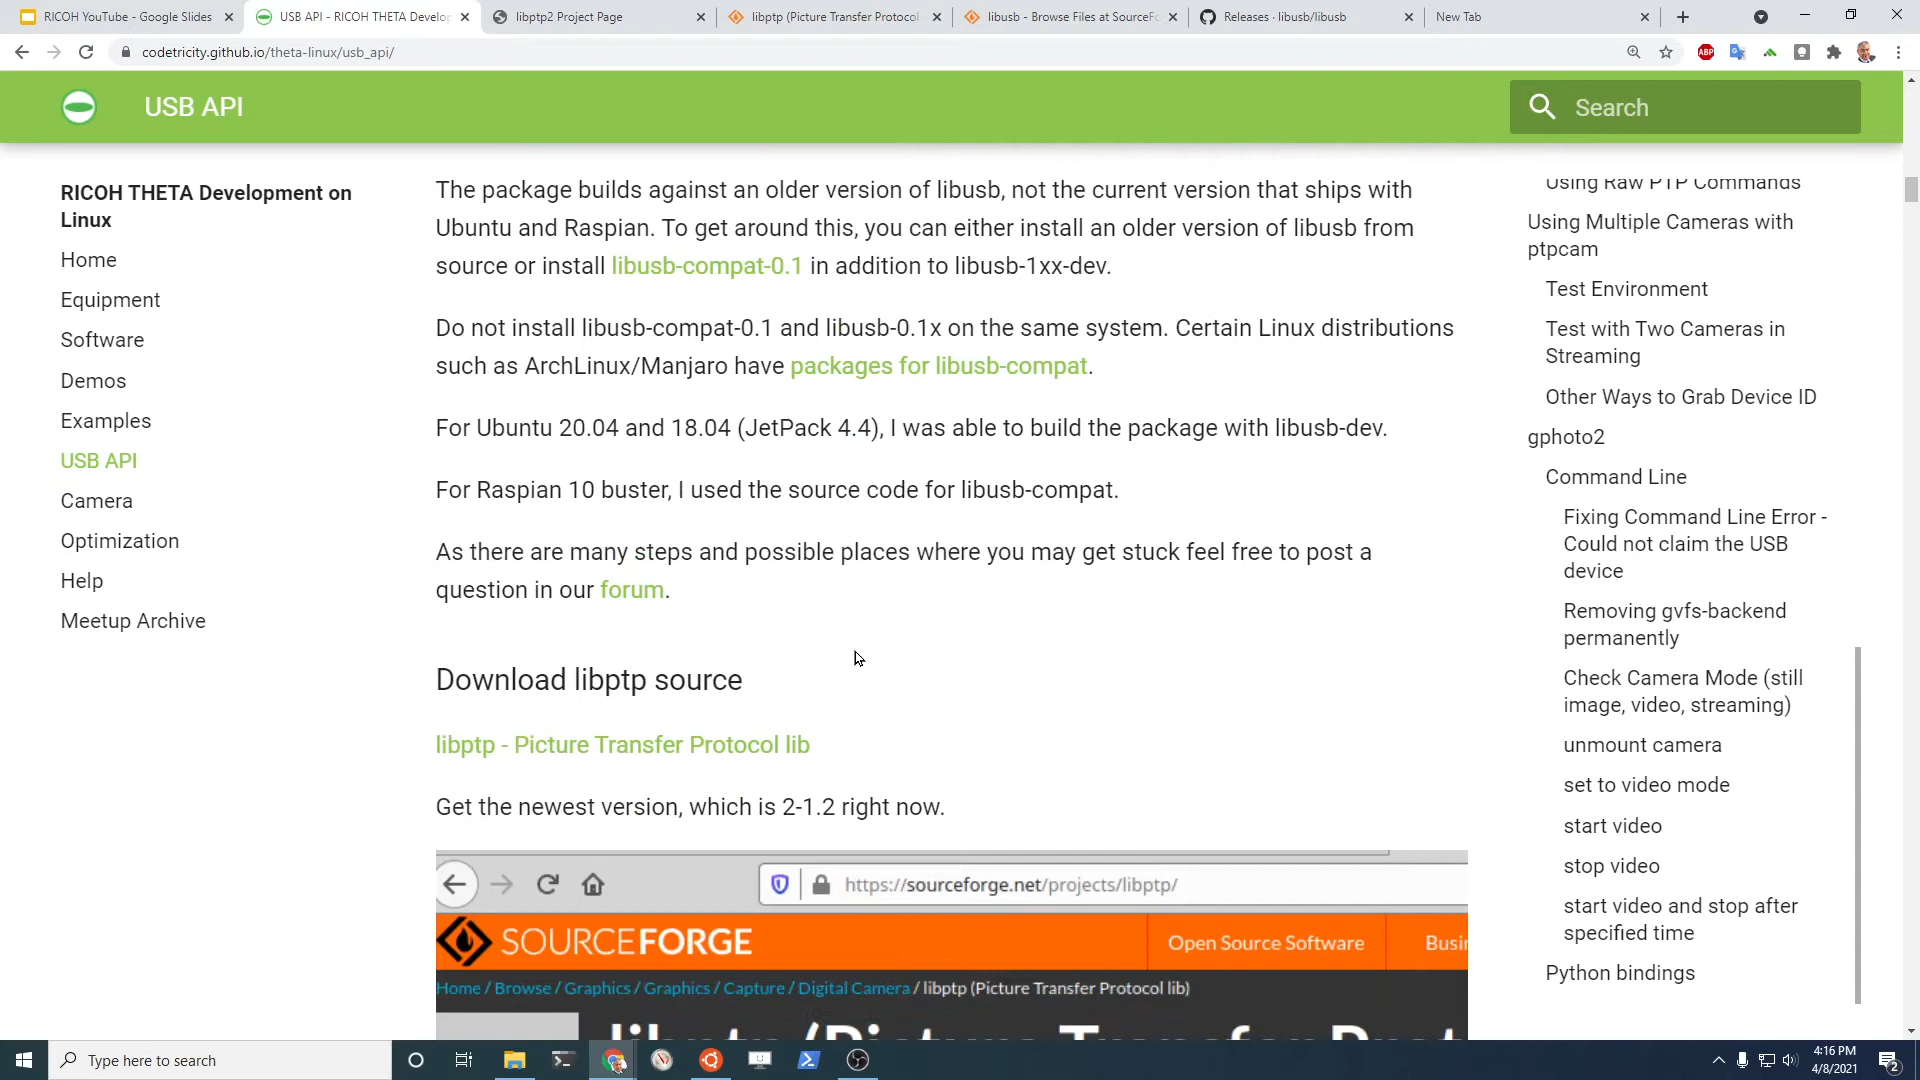 RICOH YouTube - Google Slides
USB API - RICOH THETA Develop
libptp2 Project Page
libptp (Picture Transfer Protocol
libusb - Browse Files at SourceFo
Releases · libusb/libusb
New Tab
codetricity.github.io/theta-linux/usb_api/
ABP
USB API
Search
RICOH THETA Development on
Linux
Home
Equipment
Software
Demos
Examples
USB API
Camera
Optimization
Help
Meetup Archive
The package builds against an older version of libusb, not the current version that ships with
Ubuntu and Raspian. To get around this, you can either install an older version of libusb from
source or install libusb-compat-0.1 in addition to libusb-1xx-dev.
Do not install libusb-compat-0.1 and libusb-0.1x on the same system. Certain Linux distributions
such as ArchLinux/Manjaro have packages for libusb-compat.
For Ubuntu 20.04 and 18.04 (JetPack 4.4), I was able to build the package with libusb-dev.
For Raspian 10 buster, I used the source code for libusb-compat.
As there are many steps and possible places where you may get stuck feel free to post a
question in our forum.
Download libptp source
libptp - Picture Transfer Protocol lib
Get the newest version, which is 2-1.2 right now.
https://sourceforge.net/projects/libptp/
SOURCEFORGE
Open Source Software
Busin
Home / Browse / Graphics / Graphics / Capture / Digital Camera / libptp (Picture Transfer Protocol lib)
libptp (Picture Transfer Prot
Using Raw PTP Commands
Using Multiple Cameras with
ptpcam
Test Environment
Test with Two Cameras in
Streaming
Other Ways to Grab Device ID
gphoto2
Command Line
Fixing Command Line Error -
Could not claim the USB
device
Removing gvfs-backend
permanently
Check Camera Mode (still
image, video, streaming)
unmount camera
set to video mode
start video
stop video
start video and stop after
specified time
Python bindings
Type here to search
4:16 PM
4/8/2021
2